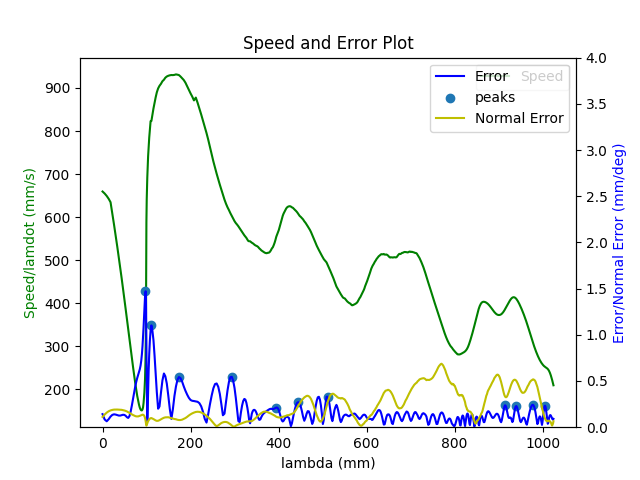 Speed and Error Plot
Speed/lamdot (mm/s)
900
800
700
600
500
400
300
200
4.0
3.5
3.0
2.5
2.0
1.5
1.0
0.5
0.0
Error/Normal Error (mm/deg)
Speed
Error
peaks
Normal Error
0
200
400
600
800
1000
lambda (mm)